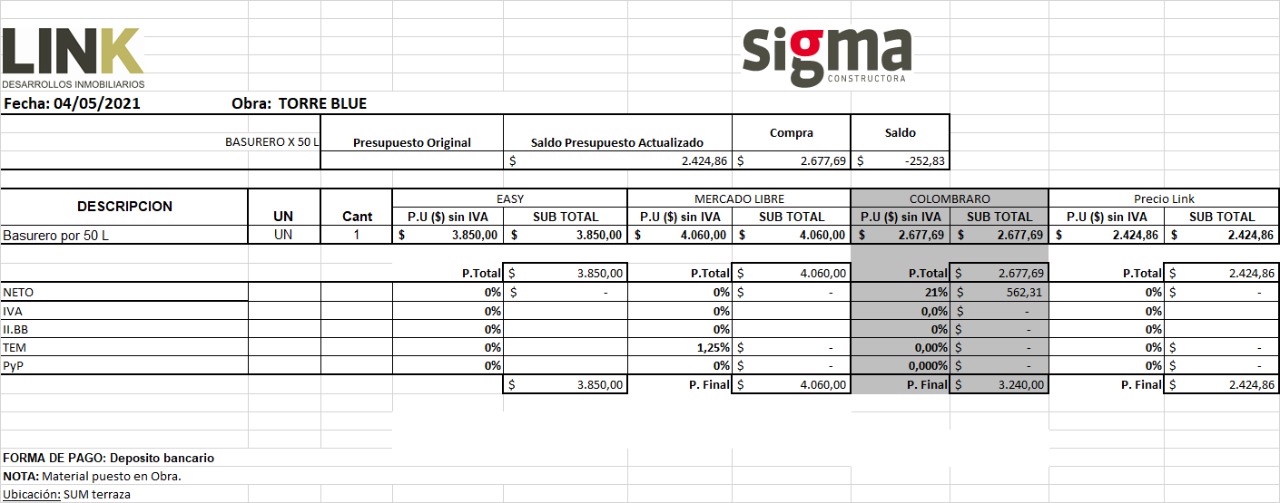 LINK
DESARROLLOS INMOBILIARIOS
sigma
CONSTRUCTORA
Fecha: 04/05/2021 Obra: TORRE BLUE
BASURERO X 50 L Presupuesto Original Saldo Presupuesto Actualizado Compra Saldo
$ 2.424,86 $ 2.677,69 $ -252,83
DESCRIPCION UN Cant EASY MERCADO LIBRE COLOMBRARO Precio Link
P.U ($) sin IVA SUB TOTAL P.U ($) sin IVA SUB TOTAL P.U ($) sin IVA SUB TOTAL P.U ($) sin IVA SUB TOTAL
Basurero por 50 L UN 1 $ 3.850,00 $ 3.850,00 $ 4.060,00 $ 4.060,00 $ 2.677,69 $ 2.677,69 $ 2.424,86 $ 2.424,86
P.Total $ 3.850,00 P.Total $ 4.060,00 P.Total $ 2.677,69 P.Total $ 2.424,86
NETO 0% $ - 0% $ - 21% $ 562,31 0% $ -
IVA 0% 0% 0,0% $ - 0%
II.BB 0% 0% 0% $ - 0%
TEM 0% 1,25% $ - 0,00% $ - 0% $ -
PyP 0% 0% $ - 0,000% $ - 0% $ -
$ 3.850,00 P. Final $ 4.060,00 P. Final $ 3.240,00 P. Final $ 2.424,86
FORMA DE PAGO: Deposito bancario
NOTA: Material puesto en Obra.
Ubicación: SUM terraza